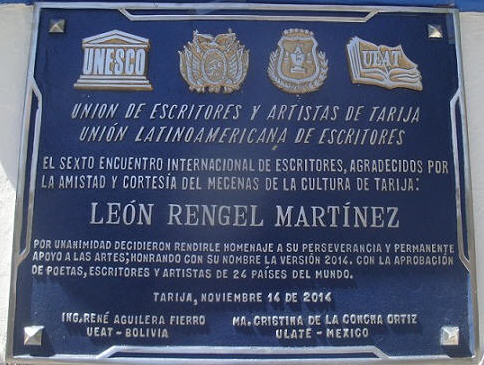 UNESCO
UEAT
UNION DE ESCRITORES Y ARTISTAS DE TARIJA
UNIÓN LATINOAMERICANA DE ESCRITORES
EL SEXTO ENCUENTRO INTERNACIONAL DE ESCRITORES, AGRADECIDOS POR
LA AMISTAD Y CORTESÍA DEL MECENAS DE LA CULTURA DE TARIJA:
LEÓN RENGEL MARTÍNEZ
POR UNANIMIDAD DECIDIERON RENDIRLE HOMENAJE A SU PERSEVERANCIA Y PERMANENTE
APOYO A LAS ARTES; HONRANDO CON SU NOMBRE LA VERSIÓN 2014. CON LA APROBACIÓN
DE POETAS, ESCRITORES Y ARTISTAS DE 24 PAÍSES DEL MUNDO.
TARIJA, NOVIEMBRE 14 DE 2014
ING. RENÉ AGUILERA FIERRO
UEAT - BOLIVIA
MA. CRISTINA DE LA CONCHA ORTIZ
ULATE - MEXICO